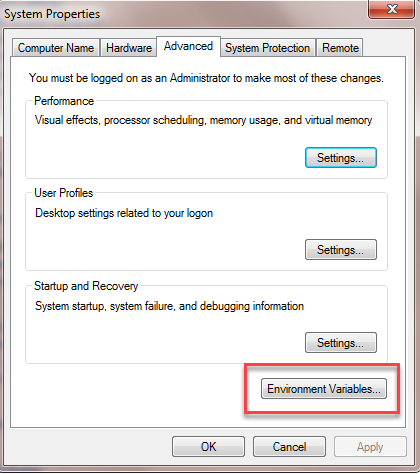 System Properties
Computer Name Hardware Advanced System Protection Remote
You must be logged on as an Administrator to make most of these changes.
Performance
Visual effects, processor scheduling, memory usage, and virtual memory
Settings...
User Profiles
Desktop settings related to your logon
Settings...
Startup and Recovery
System startup, system failure, and debugging information
Settings...
Environment Variables...
OK Cancel Apply